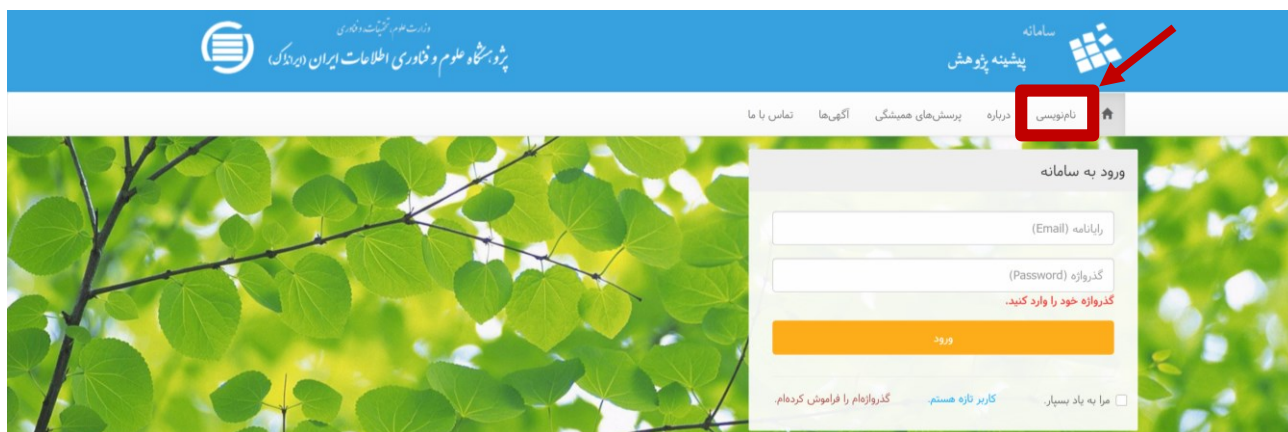 سامانه
پیشینه پژوهش
وزارت علوم، تحقیقات و فناوری
پژوهشگاه علوم و فناوری اطلاعات ایران (ایرانداک)
نام‌نویسی درباره پرسش‌های همیشگی آگهی‌ها تماس با ما
ورود به سامانه
رایانامه (Email)
گذرواژه (Password)
گذرواژه خود را وارد کنید.
ورود
مرا به یاد بسپار. کاربر تازه هستم. گذرواژه‌ام را فراموش کرده‌ام.